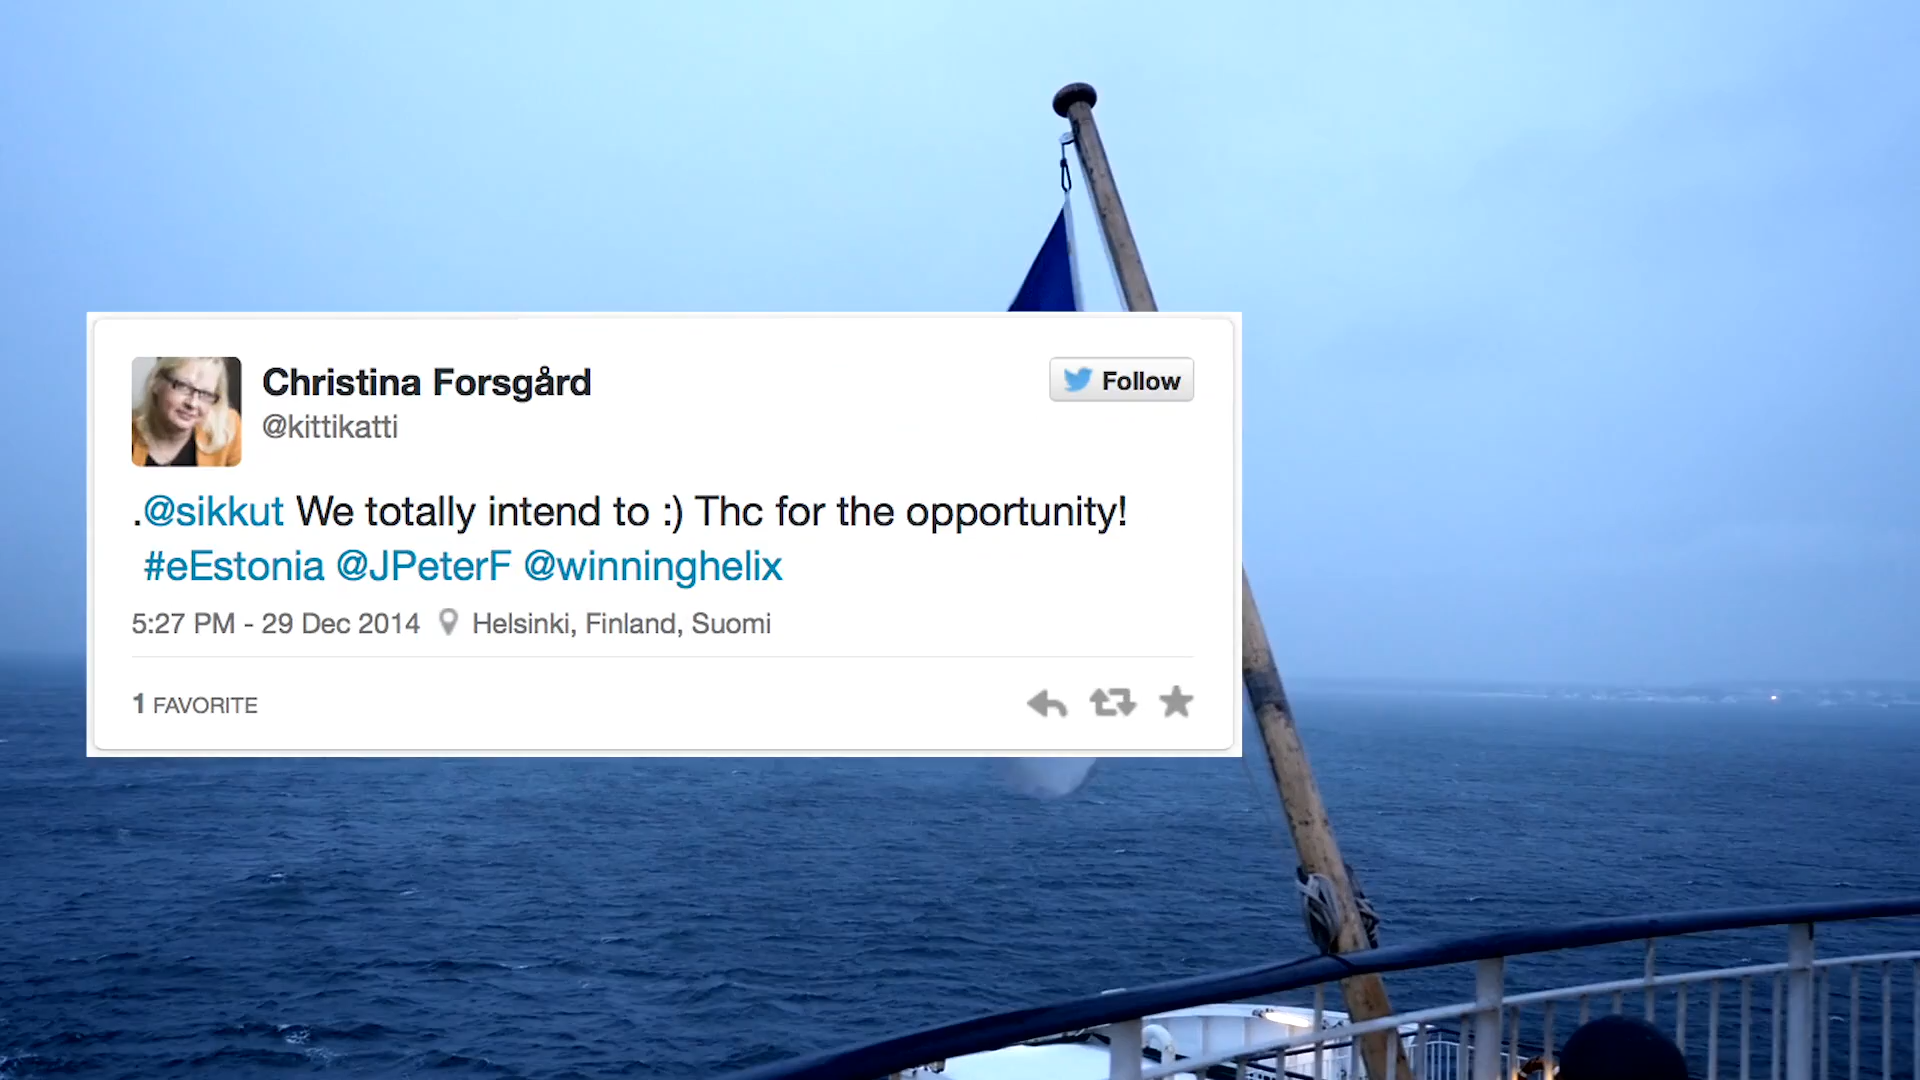 Christina Forsgård
@kittikatti
Follow
.@sikkut We totally intend to :) Thc for the opportunity!
#eEstonia @JPeterF @winninghelix
5:27 PM - 29 Dec 2014 Helsinki, Finland, Suomi
1 FAVORITE